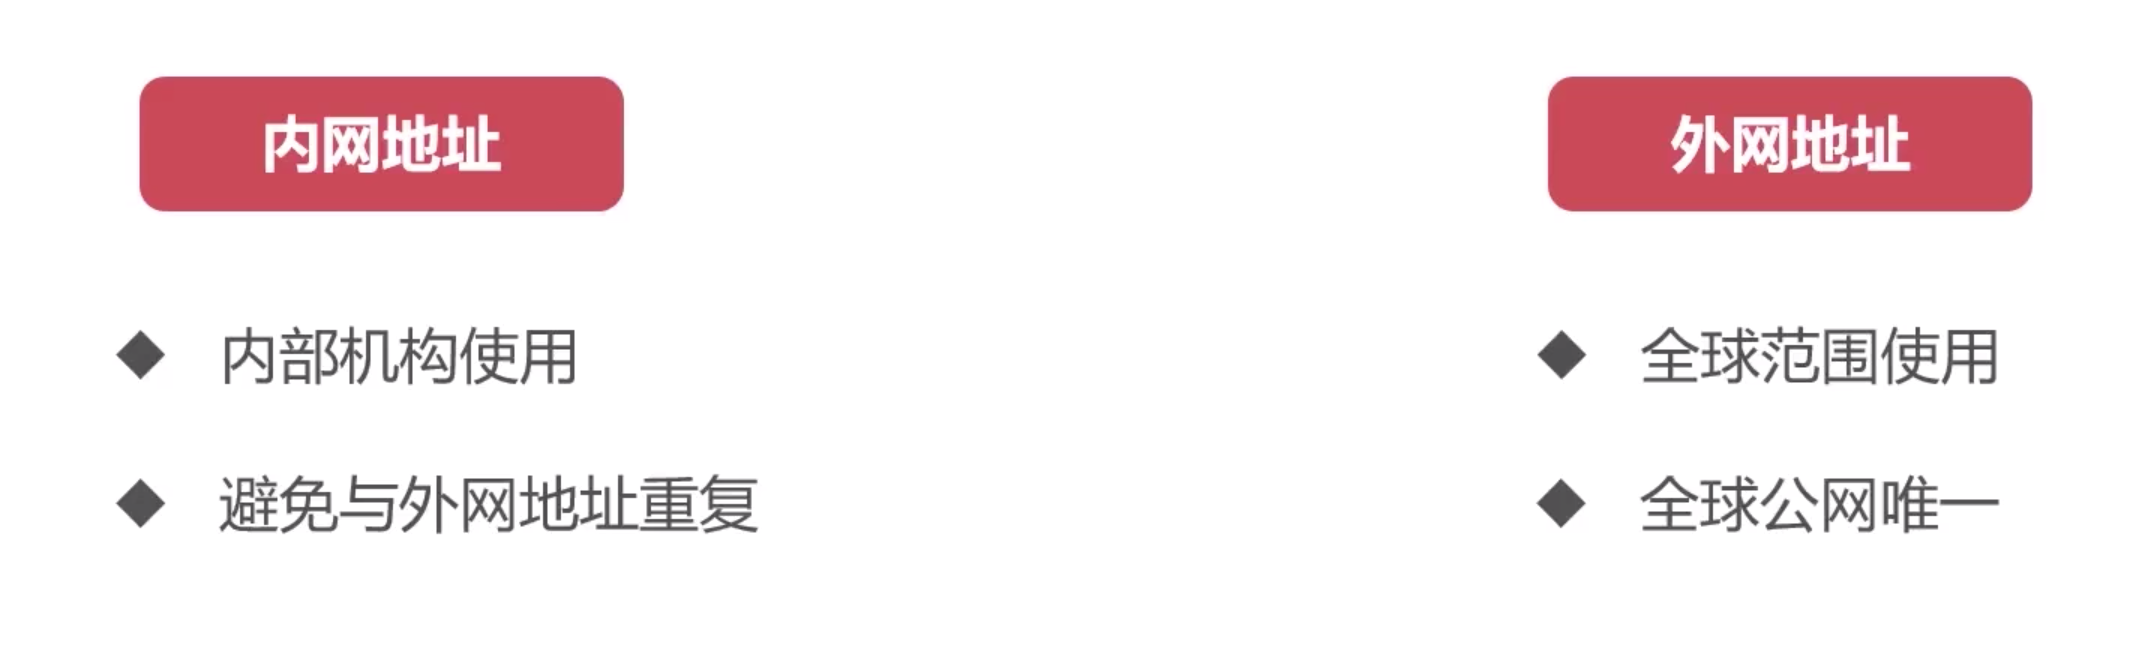 内网地址
内部机构使用
避免与外网地址重复
外网地址
全球范围使用
全球公网唯一